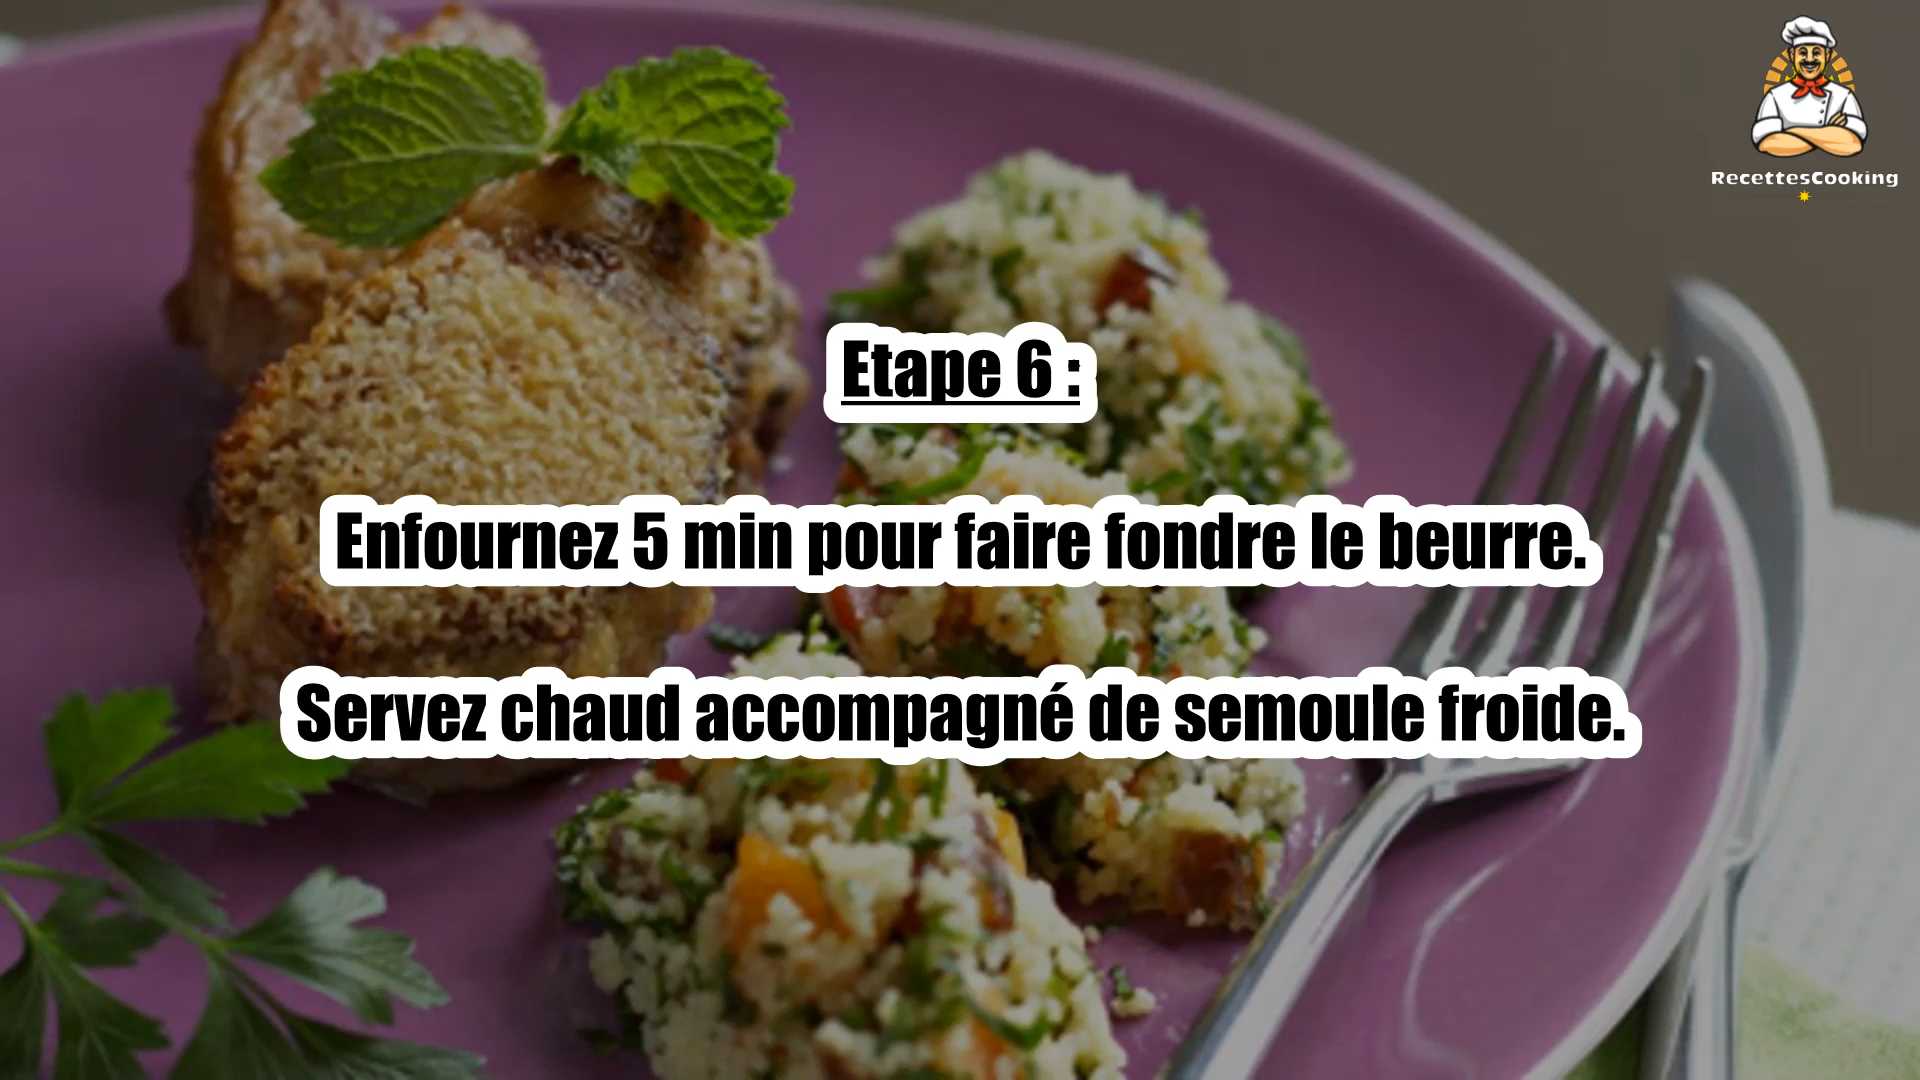 RecettesCooking
Etape 6 :
Enfournez 5 min pour faire fondre le beurre.
Servez chaud accompagné de semoule froide.